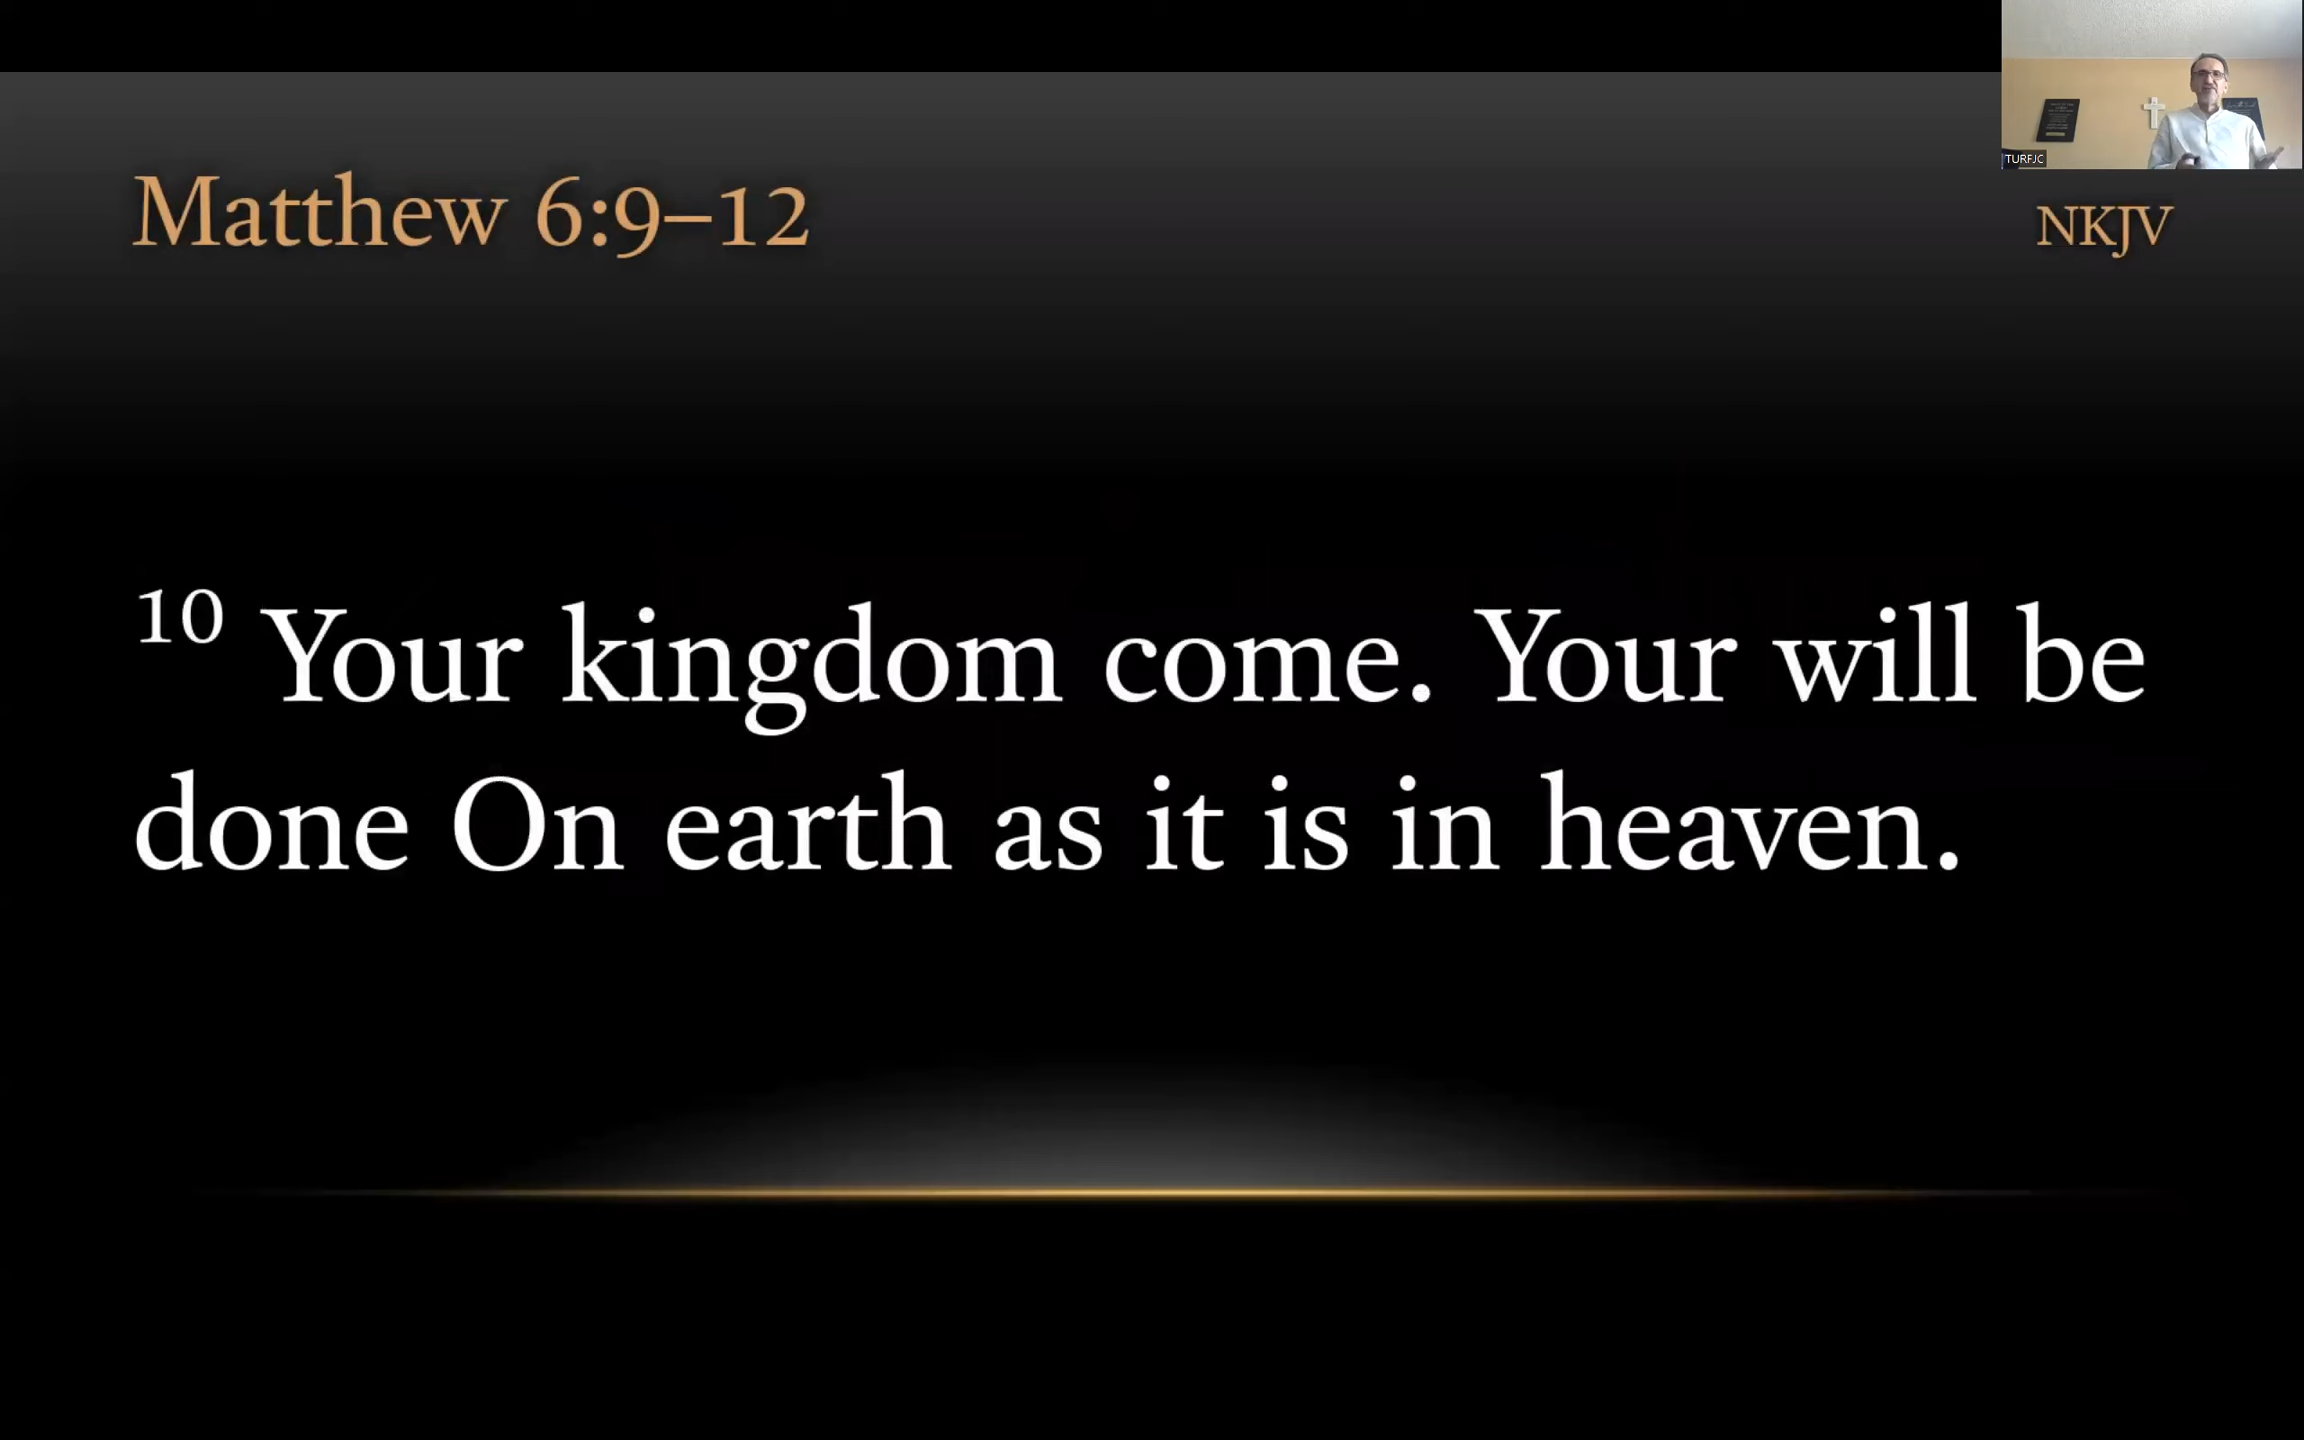 TURFJC
Matthew 6:9–12
NKJV
10 Your kingdom come. Your will be
done On earth as it is in heaven.